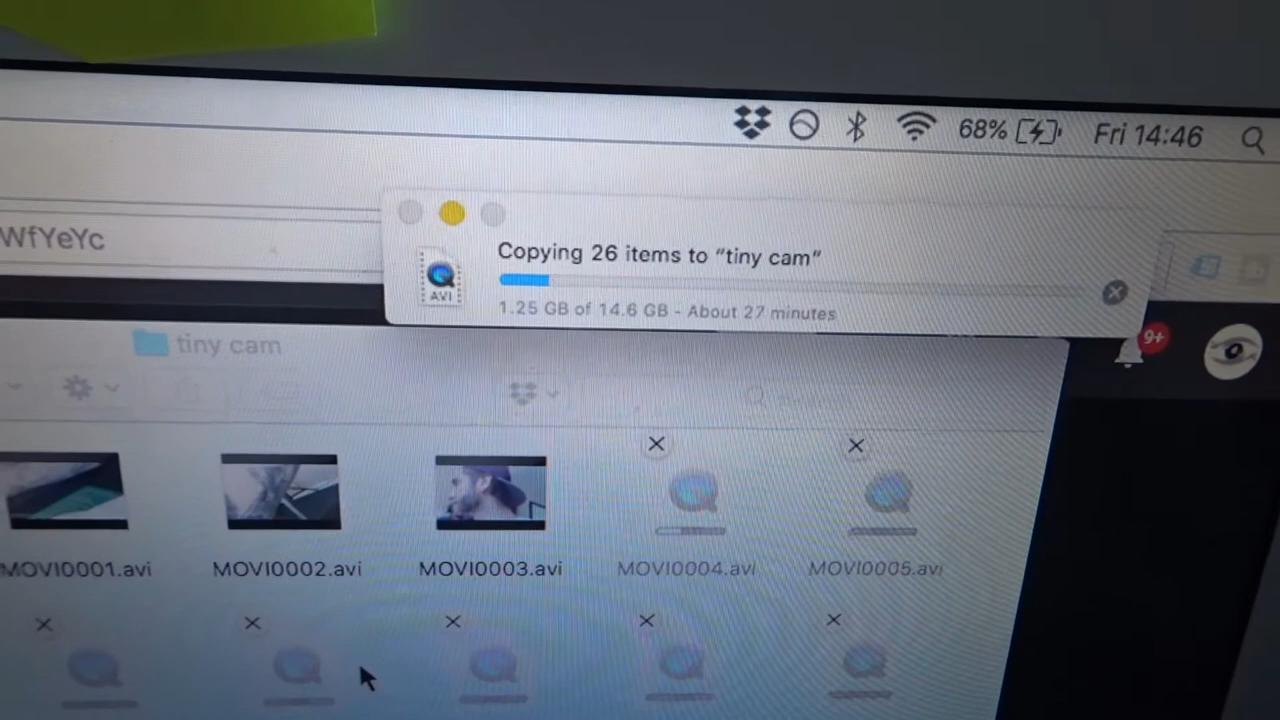 68%
Fri 14:46
WfYeYc
Copying 26 items to “tiny cam”
AVI
1.25 GB of 14.6 GB - About 27 minutes
9+
tiny cam
MOVI0001.avi
MOVI0002.avi
MOVI0003.avi
MOVI0004.avi
MOVI0005.avi